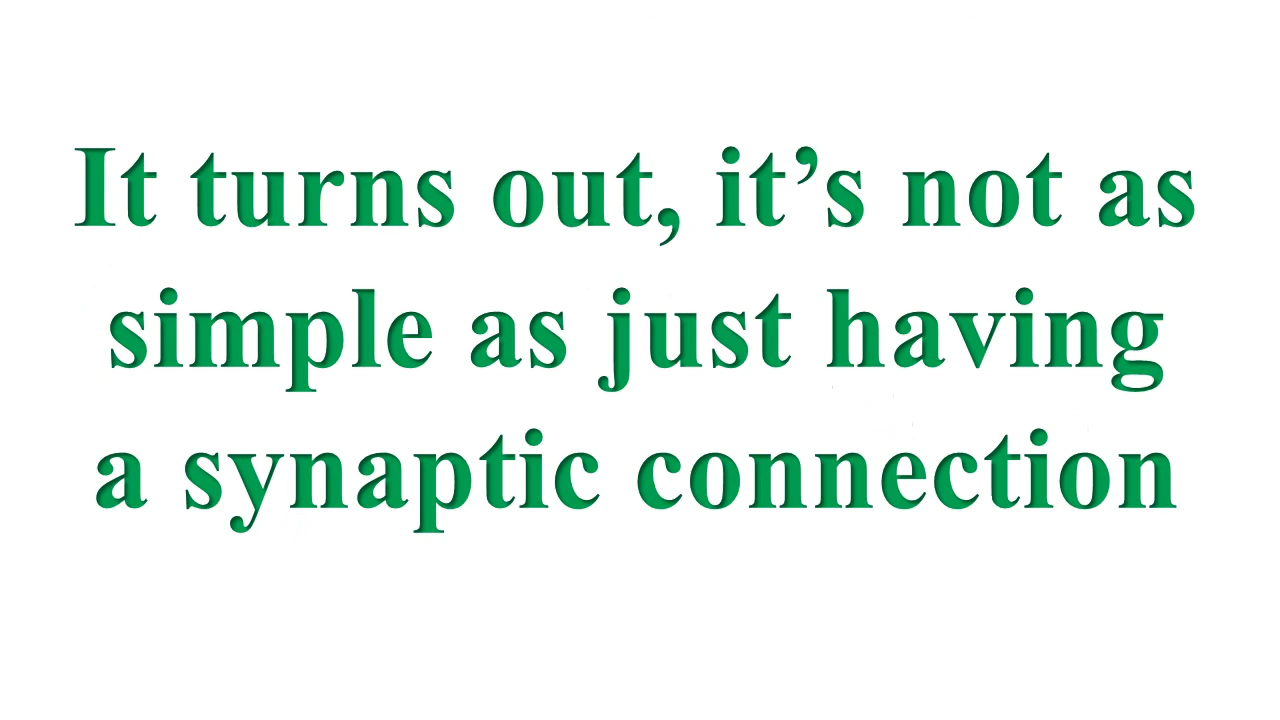 It turns out, it’s not as
simple as just having
a synaptic connection